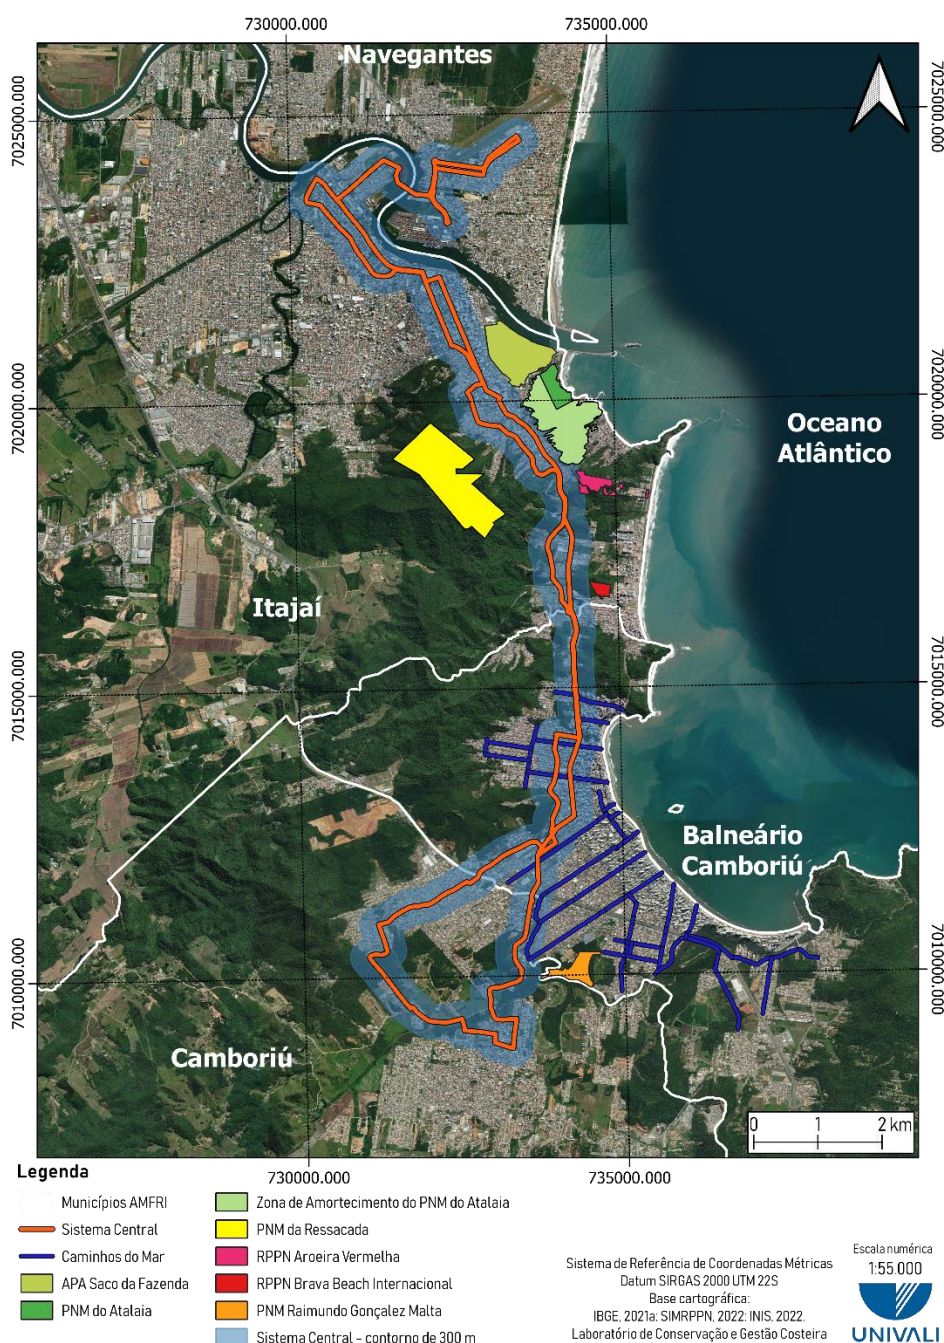 730000.000
735000.000
Navegantes
7025000.000
7025000.000
7020000.000
7020000.000
Oceano
Atlântico
Itajaí
7015000.000
7015000.000
Balneário
Camboriú
7010000.000
7010000.000
Camboriú
0 1 2 km
730000.000
735000.000
Legenda
Municípios AMFRI
Sistema Central
Caminhos do Mar
APA Saco da Fazenda
PNM do Atalaia
Zona de Amortecimento do PNM do Atalaia
PNM da Ressacada
RPPN Aroeira Vermelha
RPPN Brava Beach Internacional
PNM Raimundo Gonçalez Malta
Sistema Central - contorno de 300 m
Sistema de Referência de Coordenadas Métricas
Datum SIRGAS 2000 UTM 22S
Base cartográfica:
IBGE, 2021a; SIMRPPN, 2022; INIS, 2022.
Laboratório de Conservação e Gestão Costeira
Escala numérica
1:55.000
UNIVALI